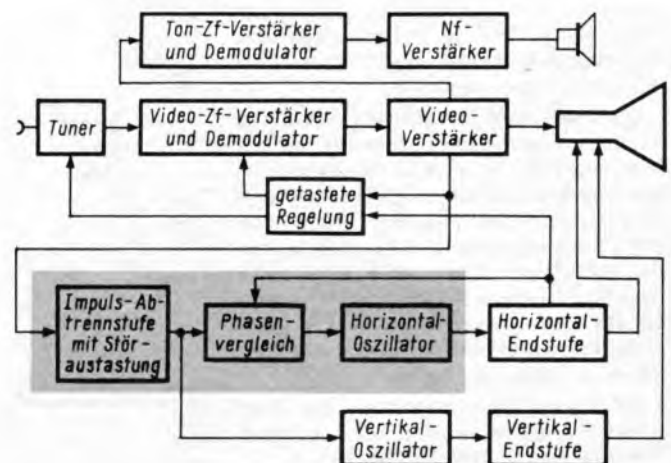 Ton-Zf-Verstärker
und Demodulator
Nf-
Verstärker
Tuner
Video-Zf-Verstärker
und Demodulator
Video-
Verstärker
getastete
Regelung
Impuls-Ab-
trennstufe
mit Stör-
austastung
Phasen-
vergleich
Horizontal-
Oszillator
Horizontal-
Endstufe
Vertikal-
Oszillator
Vertikal-
Endstufe